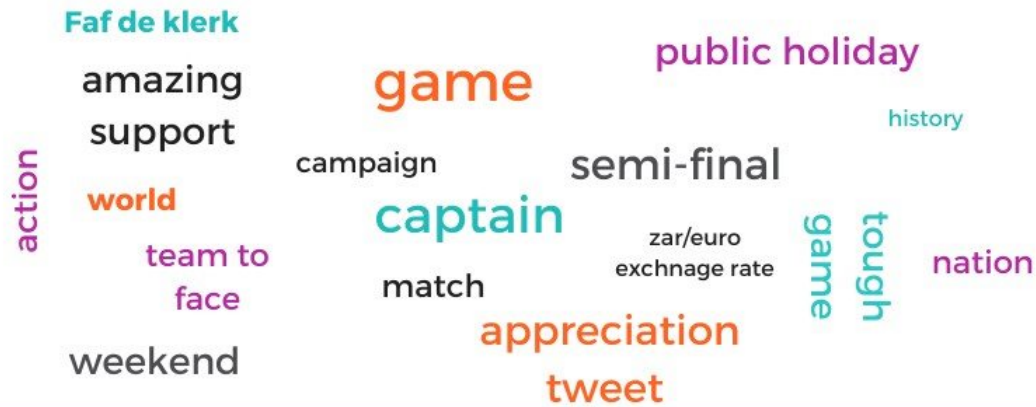 Faf de klerk
public holiday
amazing
game
history
support
campaign
semi-final
action
world
captain
team to
face
zar/euro
exchnage rate
game
tough
nation
match
appreciation
weekend
tweet